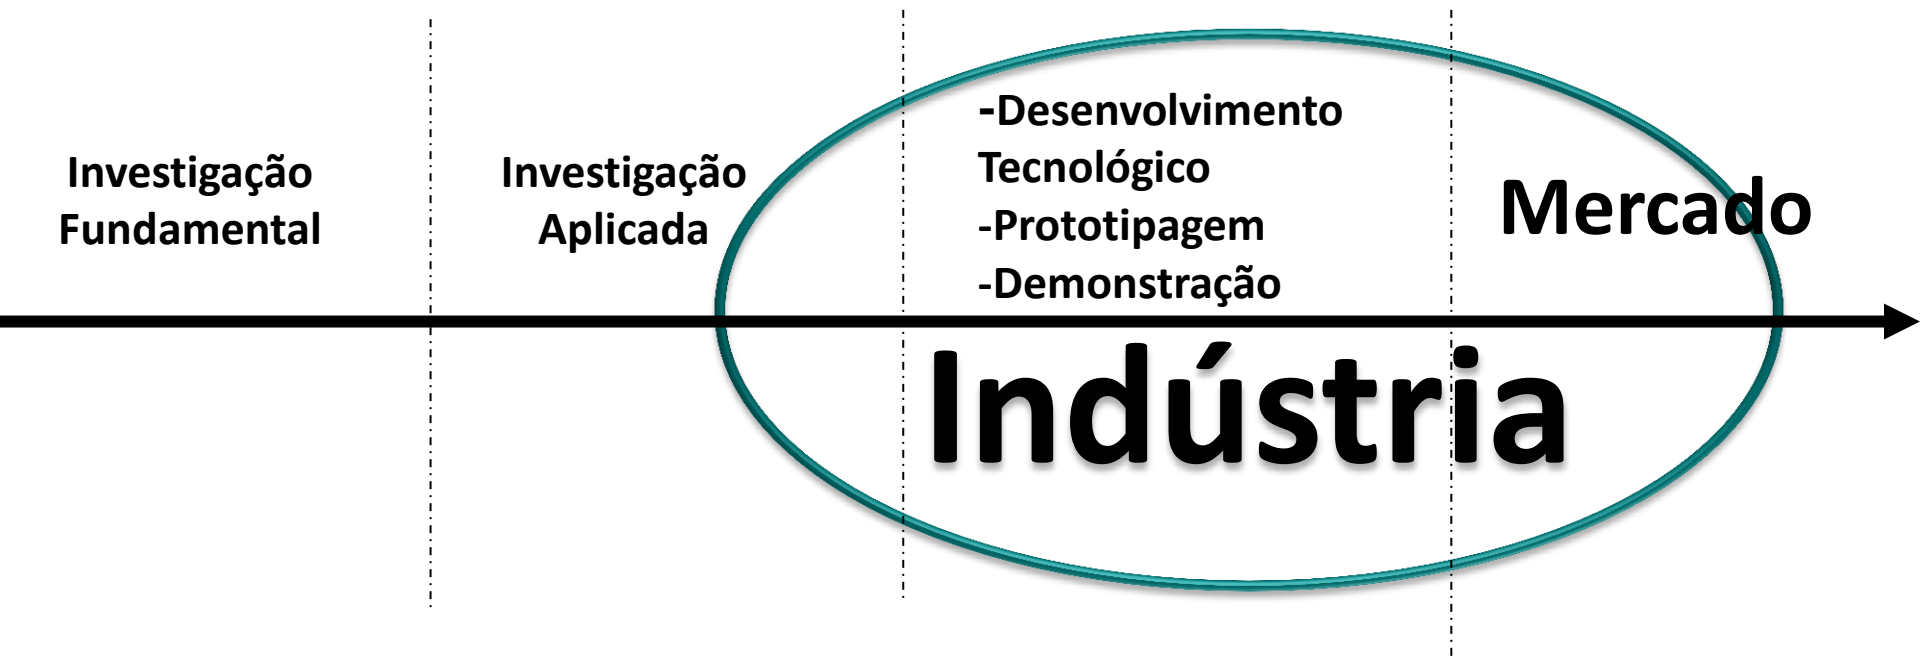 Investigação
Fundamental
Investigação
Aplicada
-Desenvolvimento
Tecnológico
-Prototipagem
-Demonstração
Mercado
Indústria